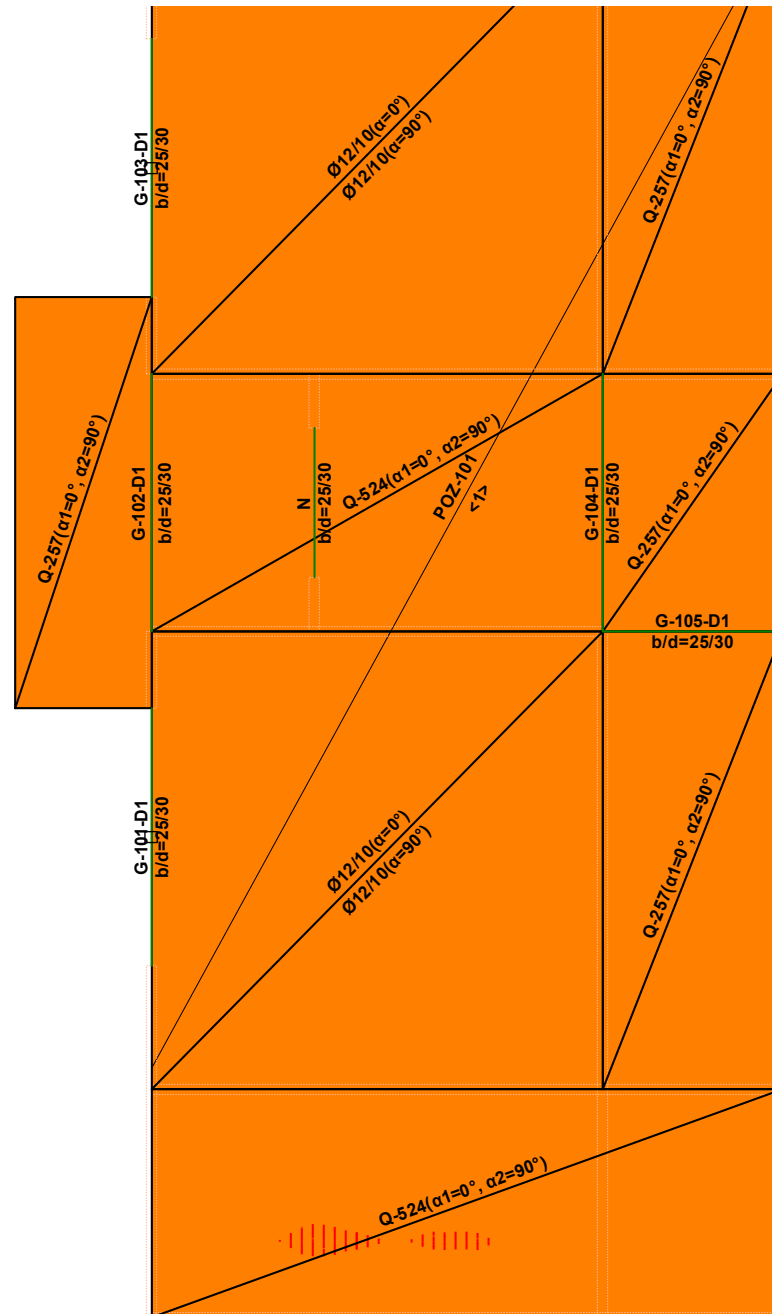 Ø12/10(α=0°)
Ø12/10(α=90°)
Q-257(α1=0°, α2=90°)
G-103-D1
b/d=25/30
Q-257(α1=0°, α2=90°)
G-102-D1
b/d=25/30
N
b/d=25/30
Q-524(α1=0°, α2=90°)
POZ-101
<1>
G-104-D1
b/d=25/30
Q-257(α1=0°, α2=90°)
G-105-D1
b/d=25/30
G-101-D1
b/d=25/30
Ø12/10(α=0°)
Ø12/10(α=90°)
Q-257(α1=0°, α2=90°)
Q-524(α1=0°, α2=90°)